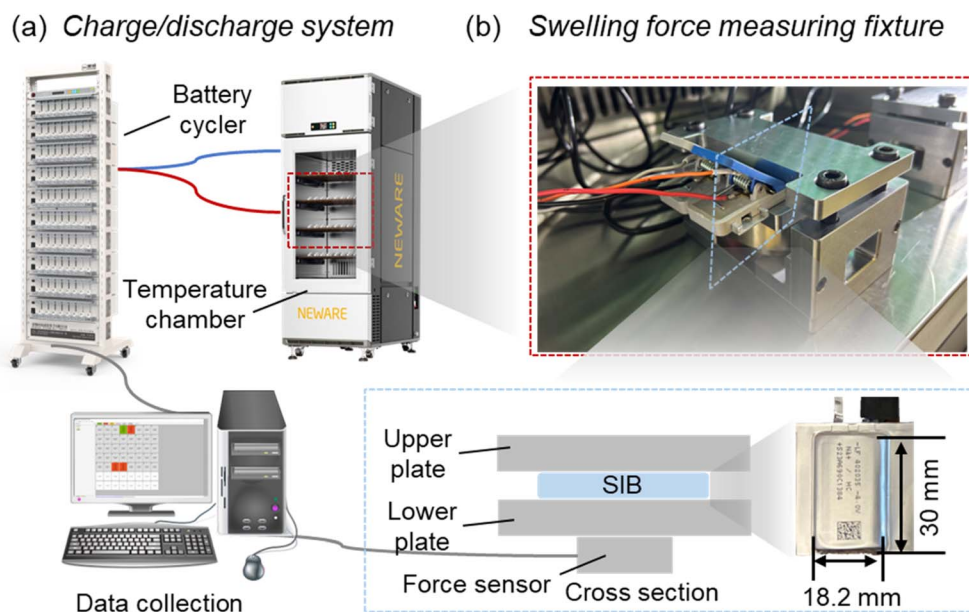 (a) Charge/discharge system
(b) Swelling force measuring fixture
Battery
cycler
NEWARE
Temperature
chamber
NEWARE
Upper
plate
SIB
Lower
plate
Force sensor
Cross section
30 mm
18.2 mm
Data collection